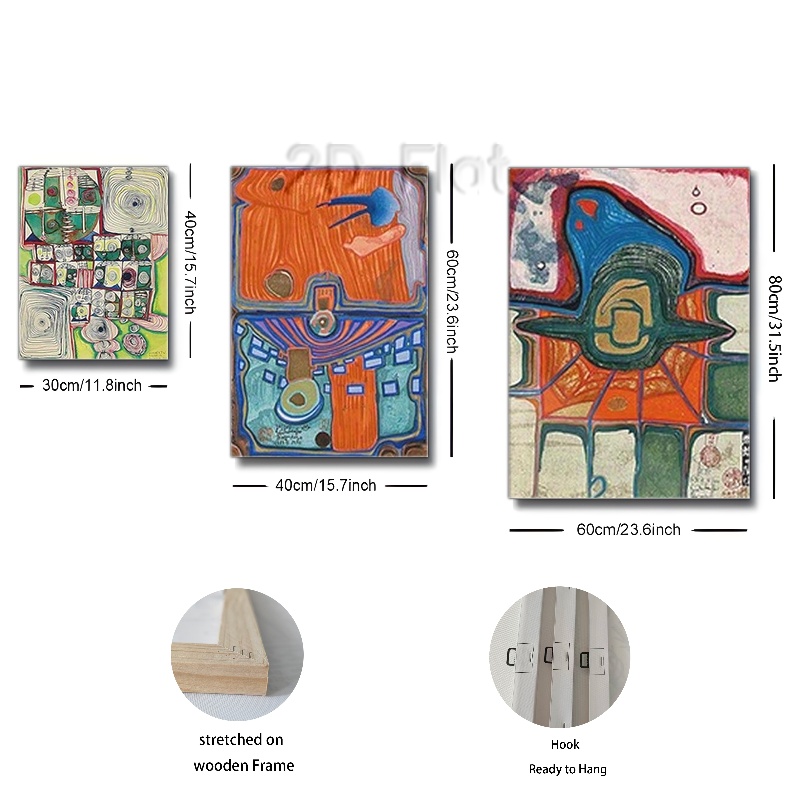 2D Flat
40cm/15.7inch
30cm/11.8inch
60cm/23.6inch
40cm/15.7inch
80cm/31.5inch
60cm/23.6inch
stretched on
wooden Frame
Hook
Ready to Hang